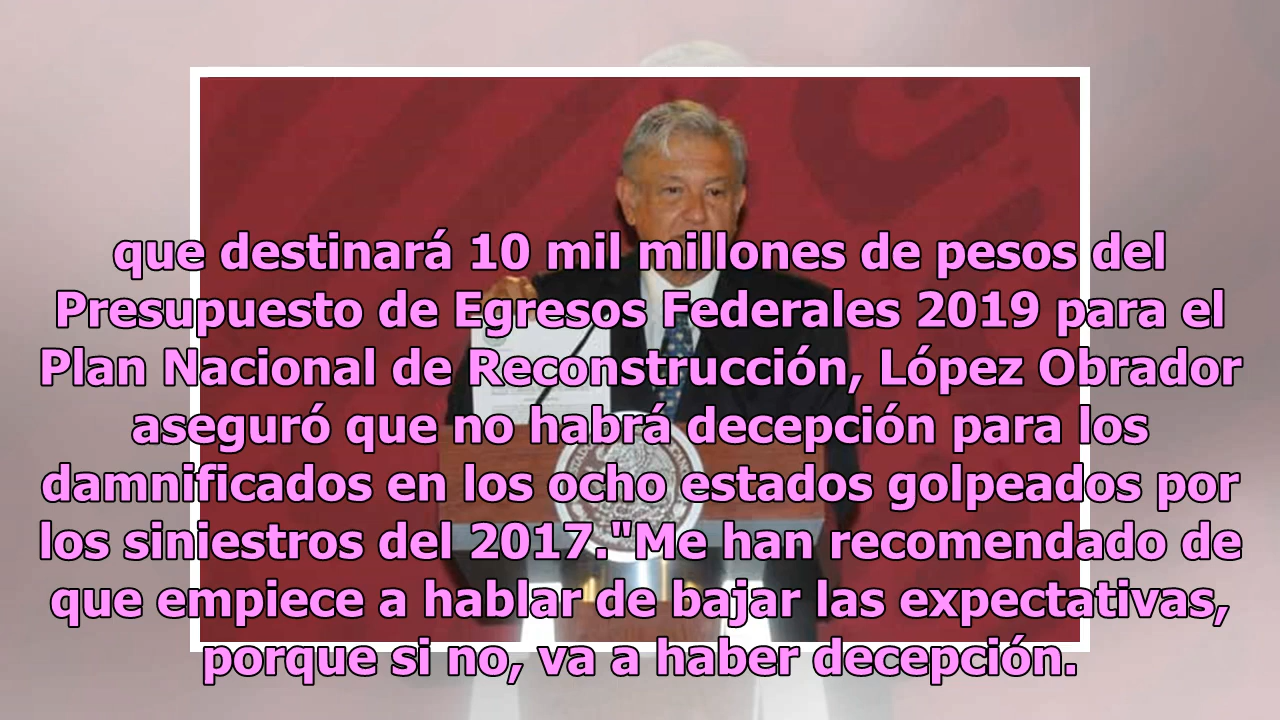 que destinará 10 mil millones de pesos del
Presupuesto de Egresos Federales 2019 para el
Plan Nacional de Reconstrucción, López Obrador
aseguró que no habrá decepción para los
damnificados en los ocho estados golpeados por
los siniestros del 2017."Me han recomendado de
que empiece a hablar de bajar las expectativas,
porque si no, va a haber decepción.